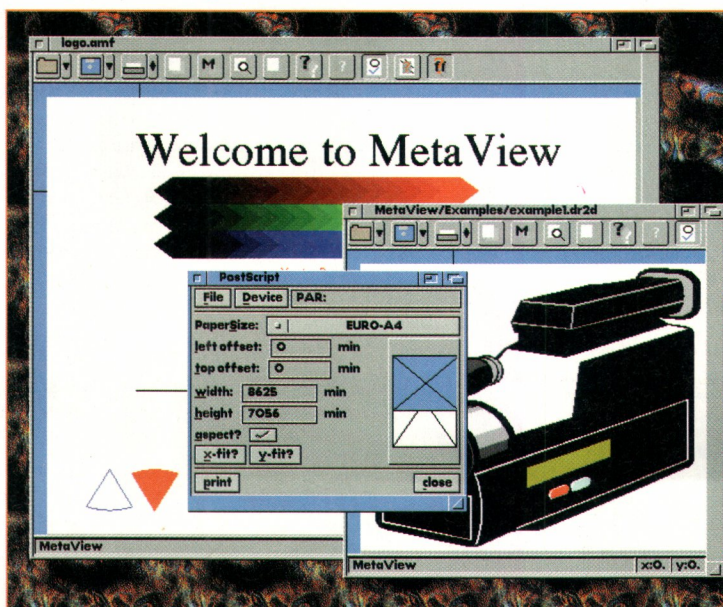 logo.amf
M
? ?
?
ff
Welcome to MetaView
MetaView/Examples/example1.dr2d
M
? ?
?
PostScript
File Device PAR:
PaperSize: EURO-A4
left offset: 0 min
top offset: 0 min
width: 8625 min
height 7056 min
aspect?
x-fit? y-fit?
print close
MetaView
MetaView x:0. y:0.